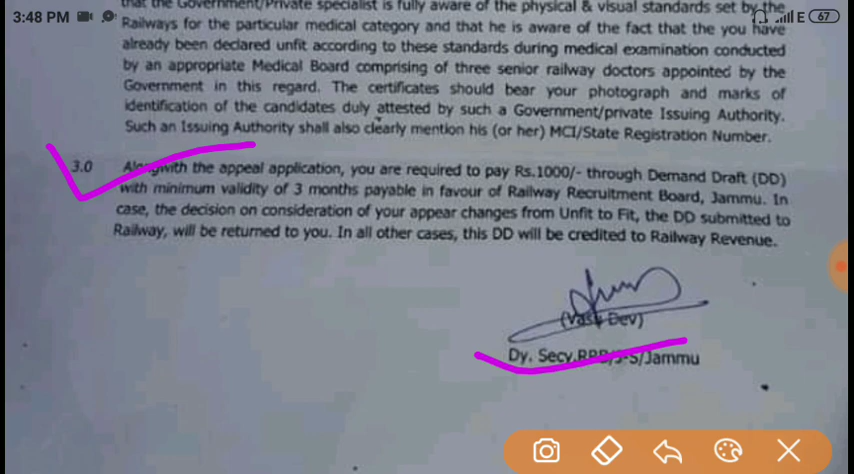 3:48 PM
E 67
that the Government/Private specialist is fully aware of the physical & visual standards set by the
Railways for the particular medical category and that he is aware of the fact that the you have
already been declared unfit according to these standards during medical examination conducted
by an appropriate Medical Board comprising of three senior railway doctors appointed by the
Government in this regard. The certificates should bear your photograph and marks of
identification of the candidates duly attested by such a Government/private Issuing Authority.
Such an Issuing Authority shall also clearly mention his (or her) MCI/State Registration Number.
3.0 Alongwith the appeal application, you are required to pay Rs.1000/- through Demand Draft (DD)
with minimum validity of 3 months payable in favour of Railway Recruitment Board, Jammu. In
case, the decision on consideration of your appear changes from Unfit to Fit, the DD submitted to
Railway, will be returned to you. In all other cases, this DD will be credited to Railway Revenue.
(Vasu Dev)
Dy. Secy.RRB/J-S/Jammu